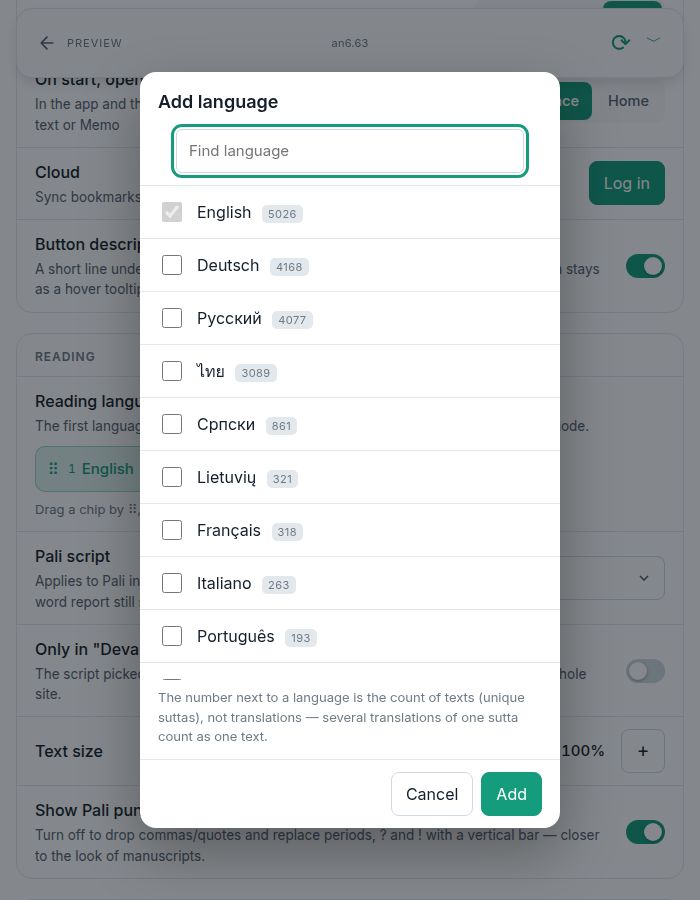 PREVIEW
an6.63
On start, open
In the app and th
text or Memo
Home
Cloud
Sync bookmarks
Log in
Button descrip
A short line unde
stays
as a hover tooltip
READING
Reading langu
The first languag
ode.
1 English
Drag a chip by
Pali script
Applies to Pali in
word report still
Only in "Deva
The script picked
hole
site.
Text size
100%
+
Show Pali pun
Turn off to drop commas/quotes and replace periods, ? and ! with a vertical bar — closer
to the look of manuscripts.
Add language
Find language
English 5026
Deutsch 4168
Русский 4077
ไทย 3089
Српски 861
Lietuvių 321
Français 318
Italiano 263
Português 193
The number next to a language is the count of texts (unique
suttas), not translations — several translations of one sutta
count as one text.
Cancel
Add